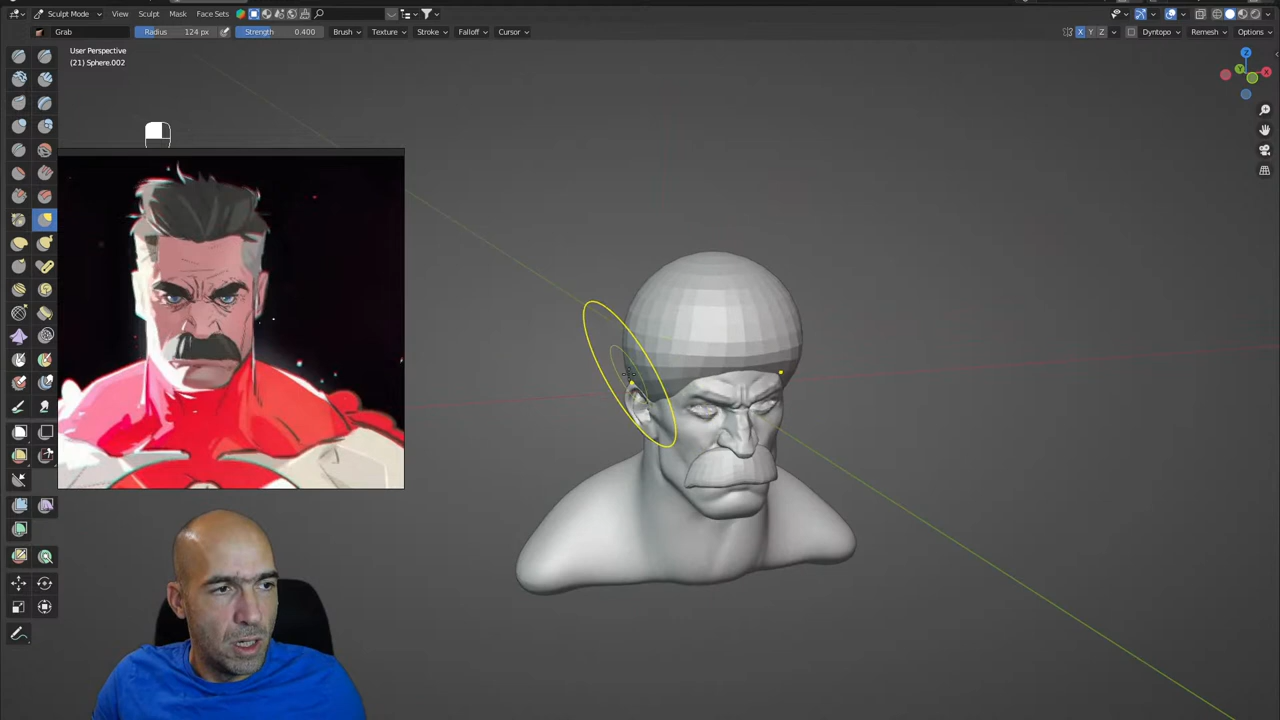 Sculpt Mode View Sculpt Mask Face Sets
Grab Radius 124 px Strength 0.400 Brush Texture Stroke Falloff Cursor X Y Z Dyntopo Remesh Options
User Perspective
(21) Sphere.002
Z
Y X